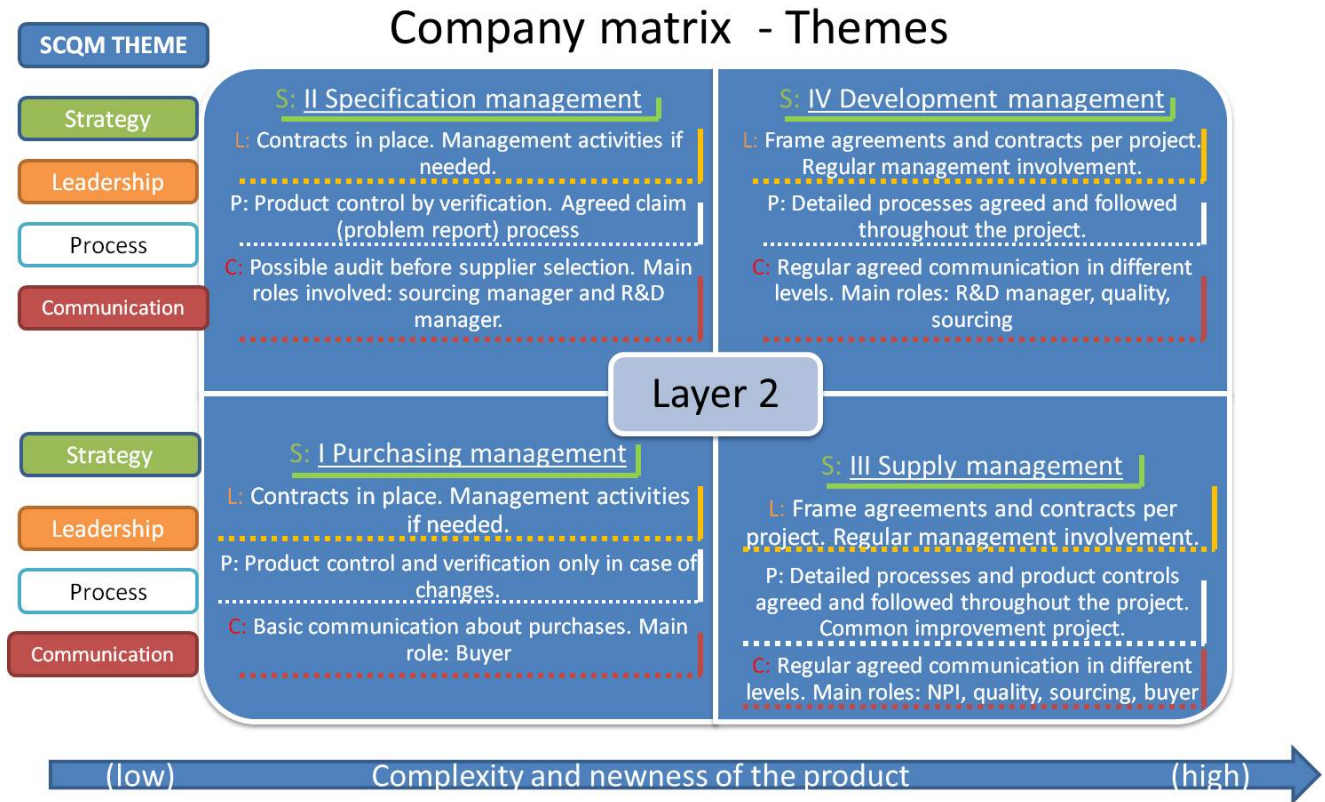 Company matrix - Themes
SCQM THEME
Strategy
Leadership
Process
Communication
S: II Specification management
L: Contracts in place. Management activities if
needed.
P: Product control by verification. Agreed claim
(problem report) process
C: Possible audit before supplier selection. Main
roles involved: sourcing manager and R&D
manager.
S: IV Development management
L: Frame agreements and contracts per project.
Regular management involvement.
P: Detailed processes agreed and followed
throughout the project.
C: Regular agreed communication in different
levels. Main roles: R&D manager, quality,
sourcing
Layer 2
Strategy
Leadership
Process
Communication
S: I Purchasing management
L: Contracts in place. Management activities
if needed.
P: Product control and verification only in case of
changes.
C: Basic communication about purchases. Main
role: Buyer
S: III Supply management
L: Frame agreements and contracts per
project. Regular management involvement.
P: Detailed processes and product controls
agreed and followed throughout the project.
Common improvement project.
C: Regular agreed communication in different
levels. Main roles: NPI, quality, sourcing, buyer
(low) Complexity and newness of the product (high)